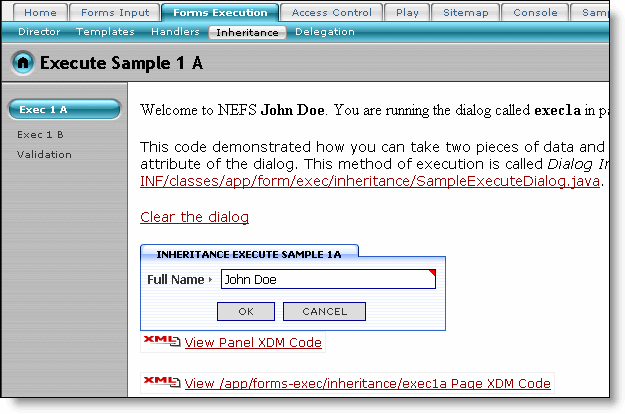 Home Forms Input Forms Execution Access Control Play Sitemap Console
Director Templates Handlers Inheritance Delegation
Execute Sample 1 A
Exec 1 A
Exec 1 B
Validation
Welcome to NEFS John Doe. You are running the dialog called exec1a in
This code demonstrated how you can take two pieces of data and
attribute of the dialog. This method of execution is called Dialog
INF/classes/app/form/exec/inheritance/SampleExecuteDialog.java.
Clear the dialog
INHERITANCE EXECUTE SAMPLE 1A
Full Name John Doe
OK CANCEL
XML View Panel XDM Code
XML View /app/forms-exec/inheritance/exec1a Page XDM Code